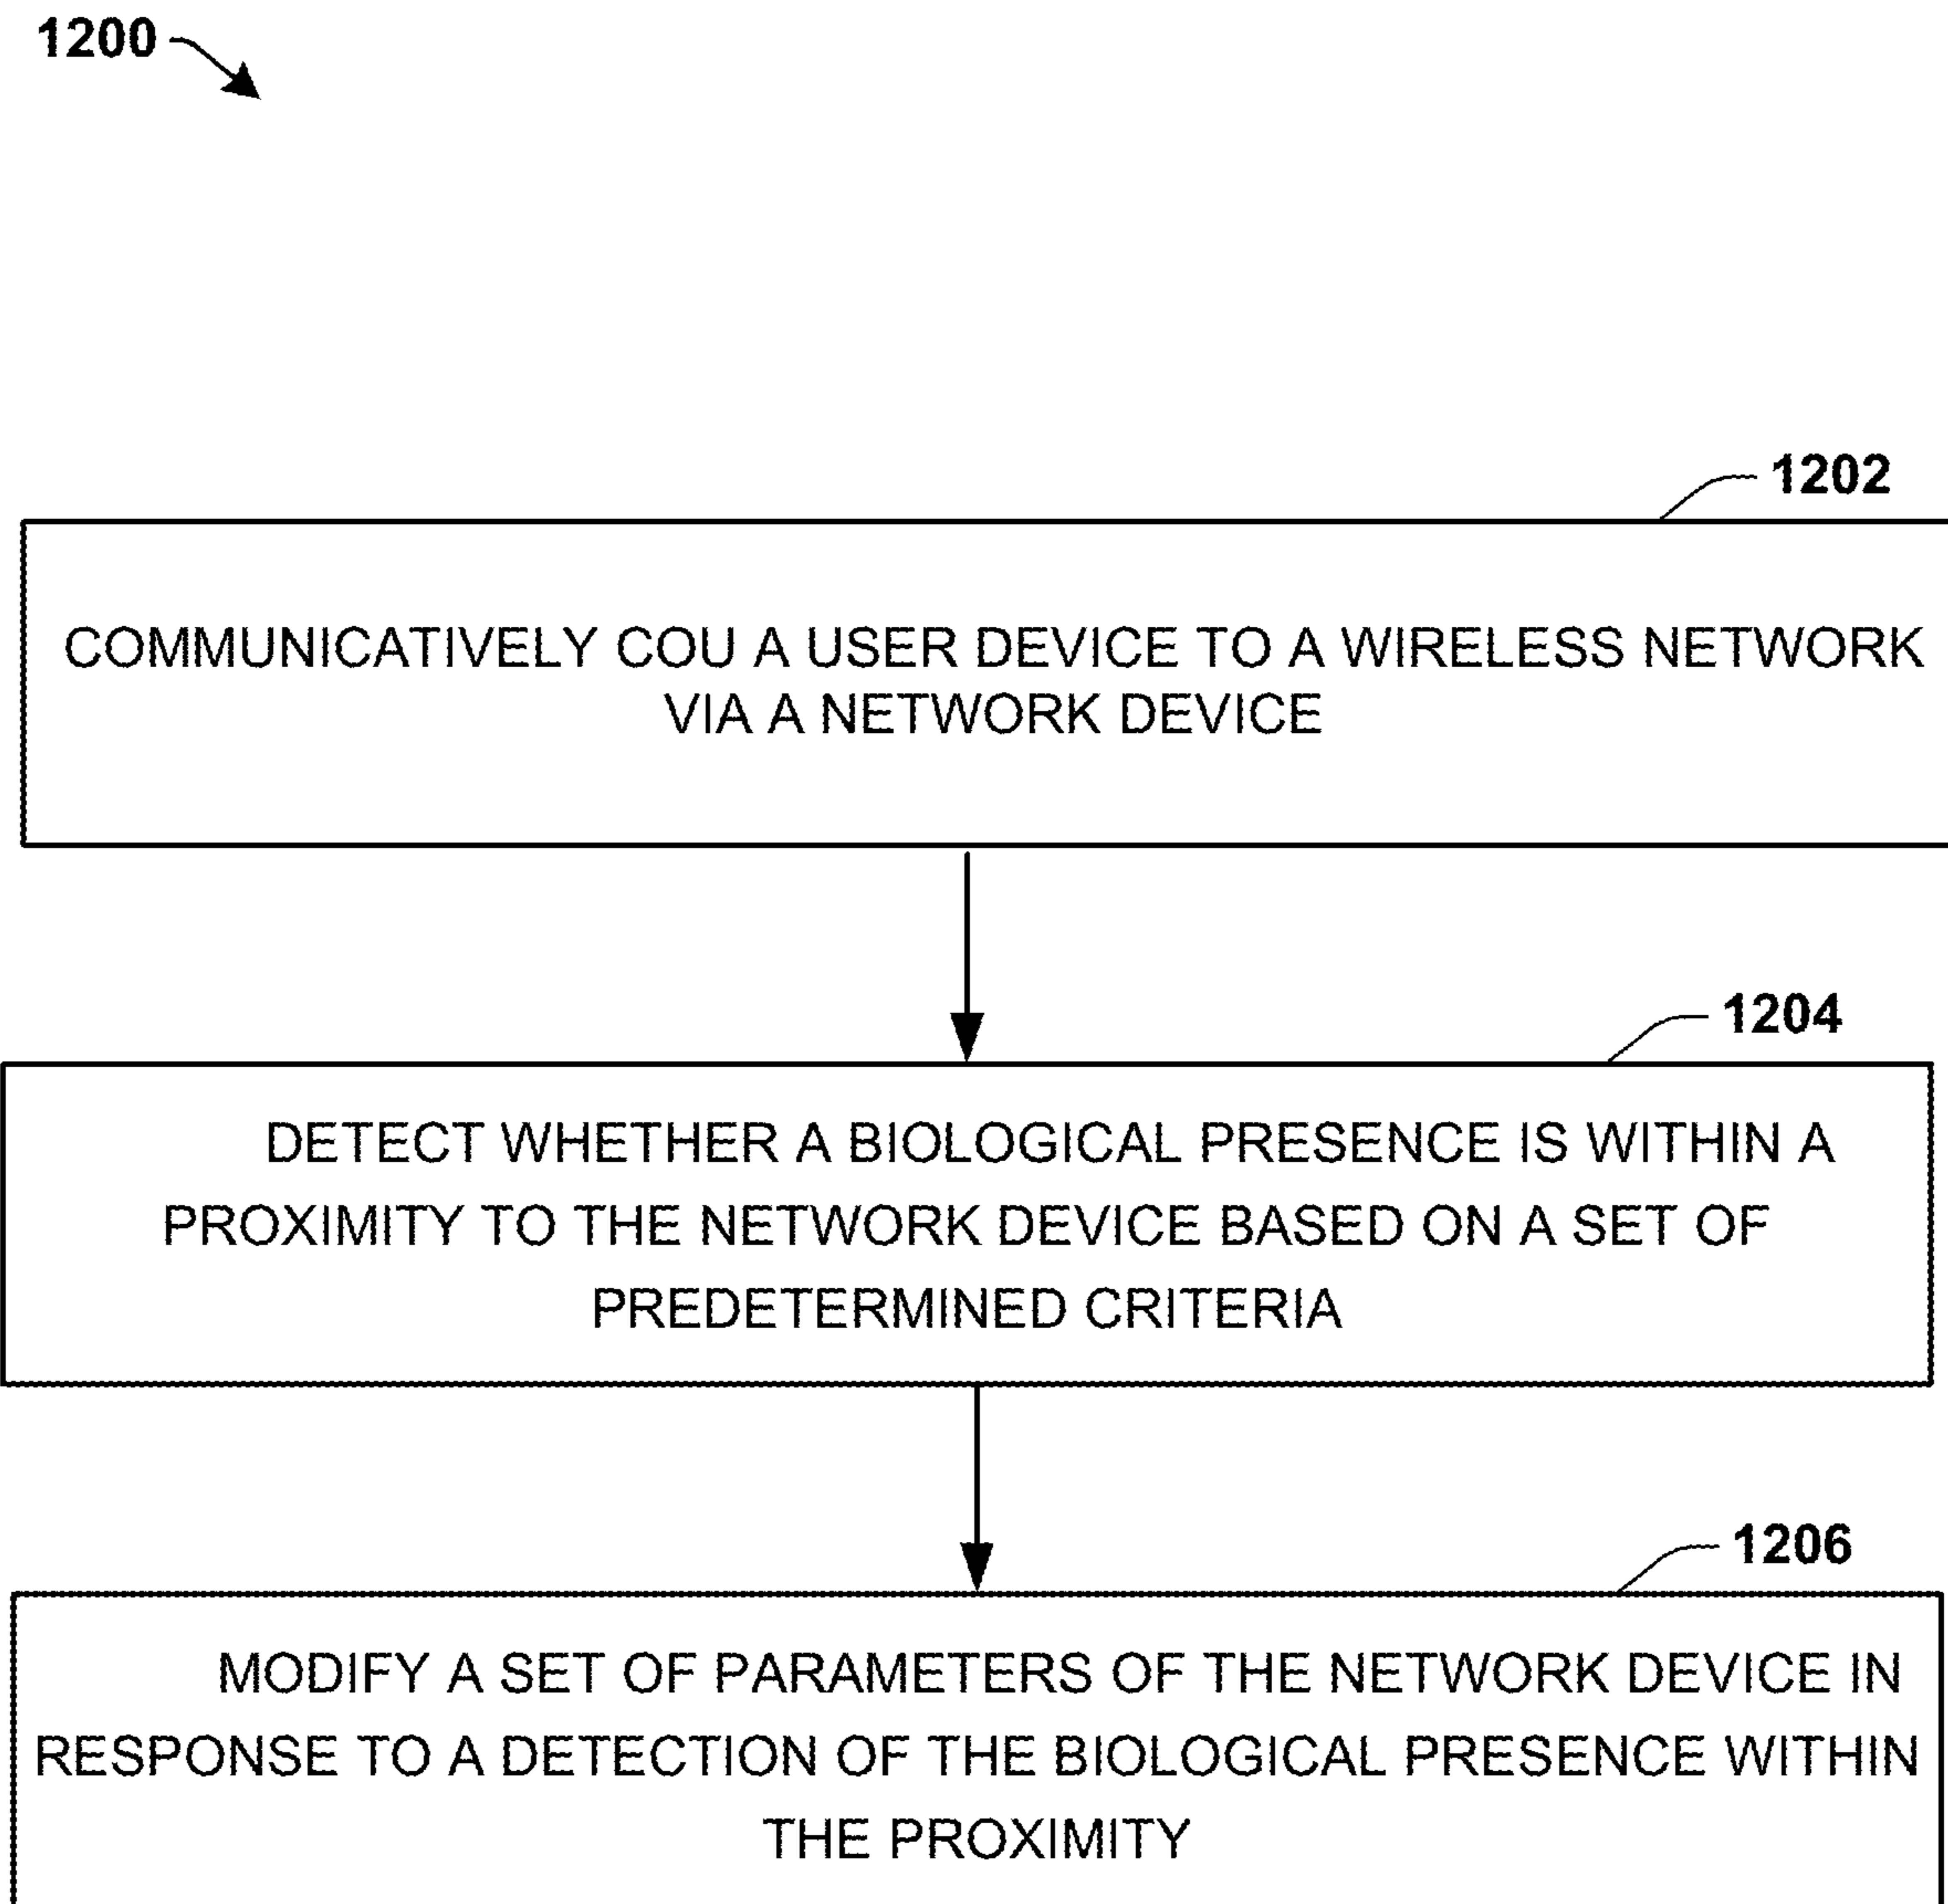 1200
1202
COMMUNICATIVELY COU A USER DEVICE TO A WIRELESS NETWORK
VIA A NETWORK DEVICE
1204
DETECT WHETHER A BIOLOGICAL PRESENCE IS WITHIN A
PROXIMITY TO THE NETWORK DEVICE BASED ON A SET OF
PREDETERMINED CRITERIA
1206
MODIFY A SET OF PARAMETERS OF THE NETWORK DEVICE IN
RESPONSE TO A DETECTION OF THE BIOLOGICAL PRESENCE WITHIN
THE PROXIMITY